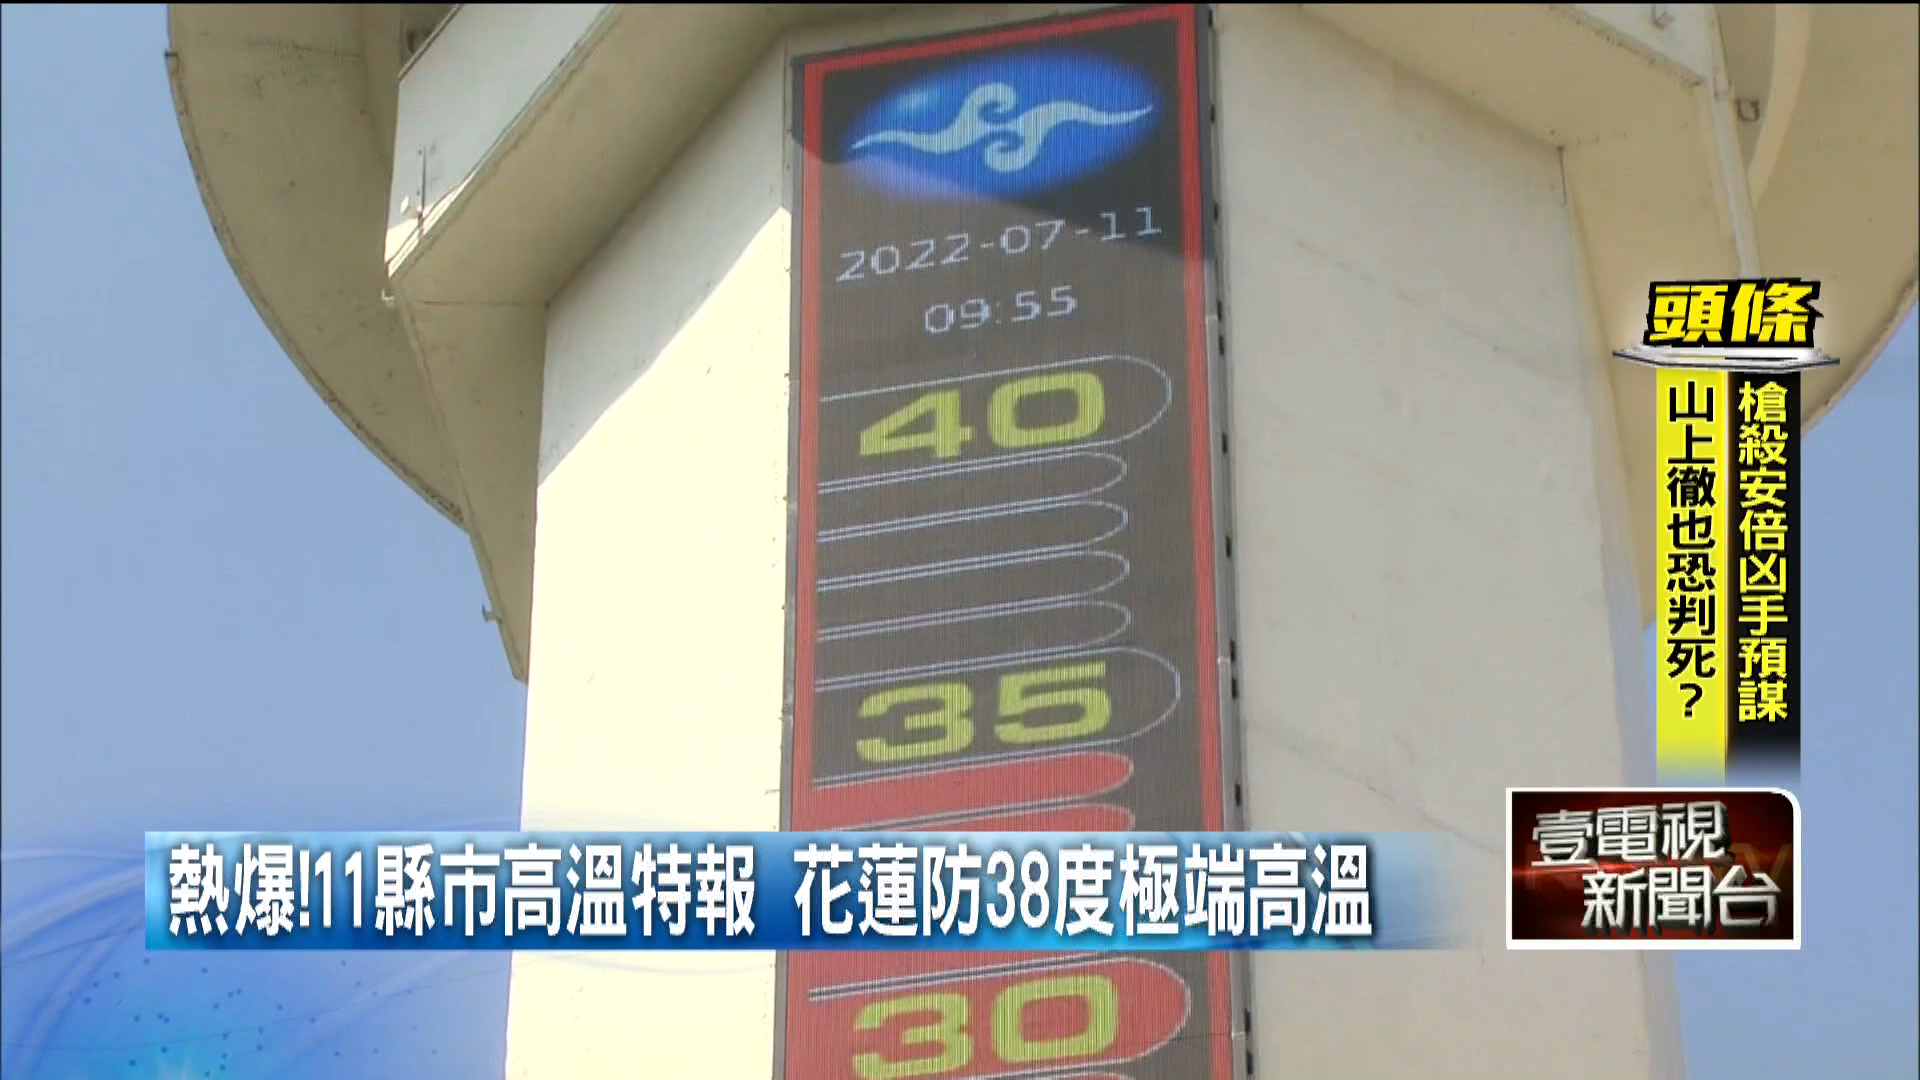 2022-07-11
09:55
40
35
30
頭條
槍殺安倍凶手預謀
山上徹也恐判死？
熱爆!11縣市高溫特報 花蓮防38度極端高溫
壹電視
新聞台